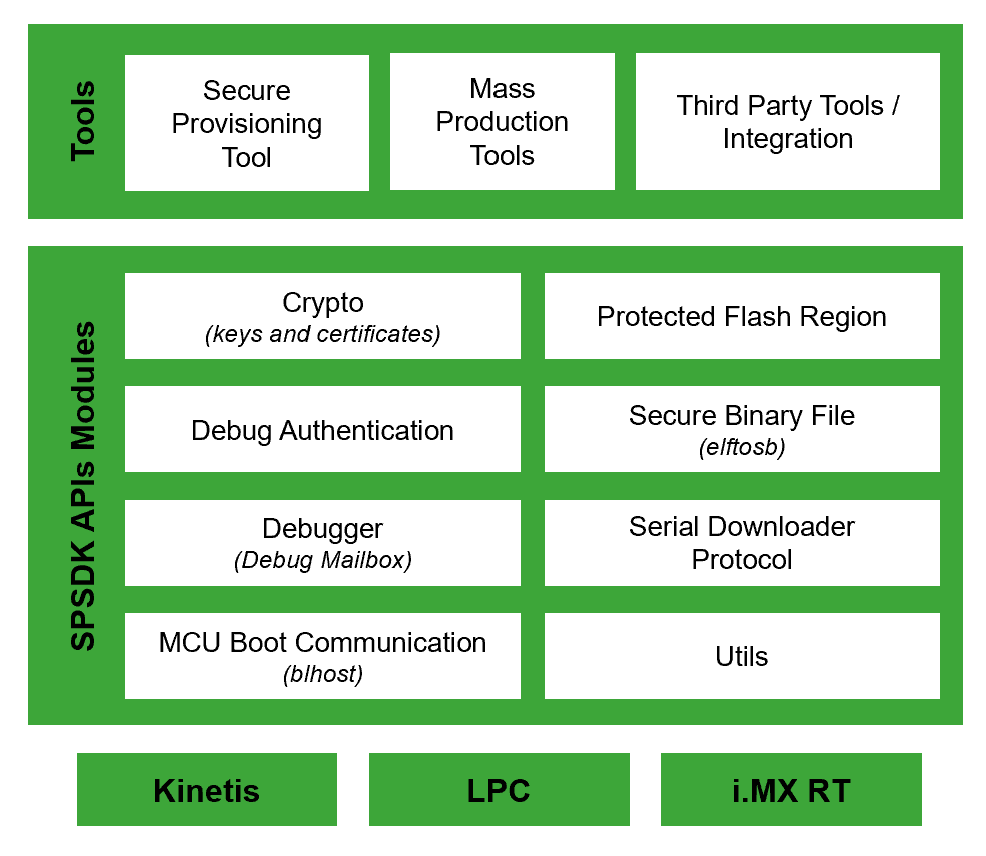 Tools
Secure
Provisioning
Tool
Mass
Production
Tools
Third Party Tools /
Integration
SPSDK APIs Modules
Crypto
(keys and certificates)
Protected Flash Region
Debug Authentication
Secure Binary File
(elftosb)
Debugger
(Debug Mailbox)
Serial Downloader
Protocol
MCU Boot Communication
(blhost)
Utils
Kinetis
LPC
i.MX RT